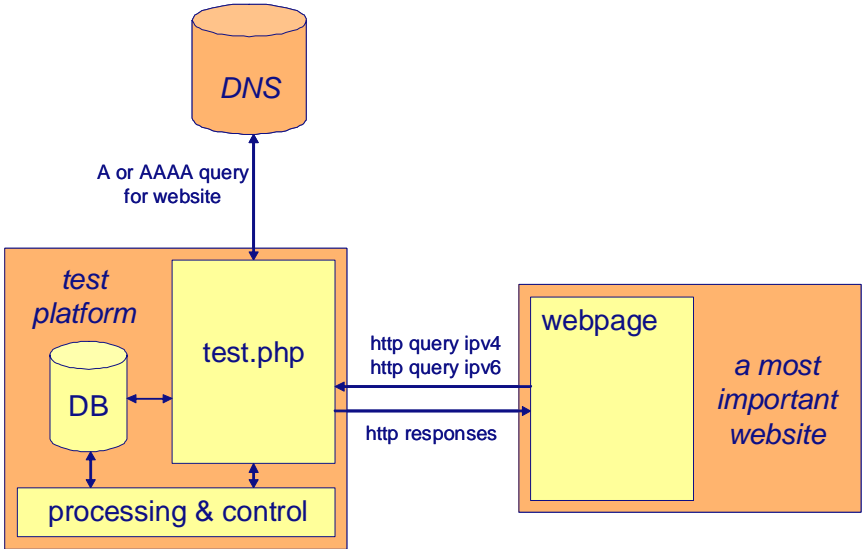 DNS
A or AAAA query
for website
test
platform
test.php
DB
processing & control
http query ipv4
http query ipv6
http responses
webpage
a most
important
website